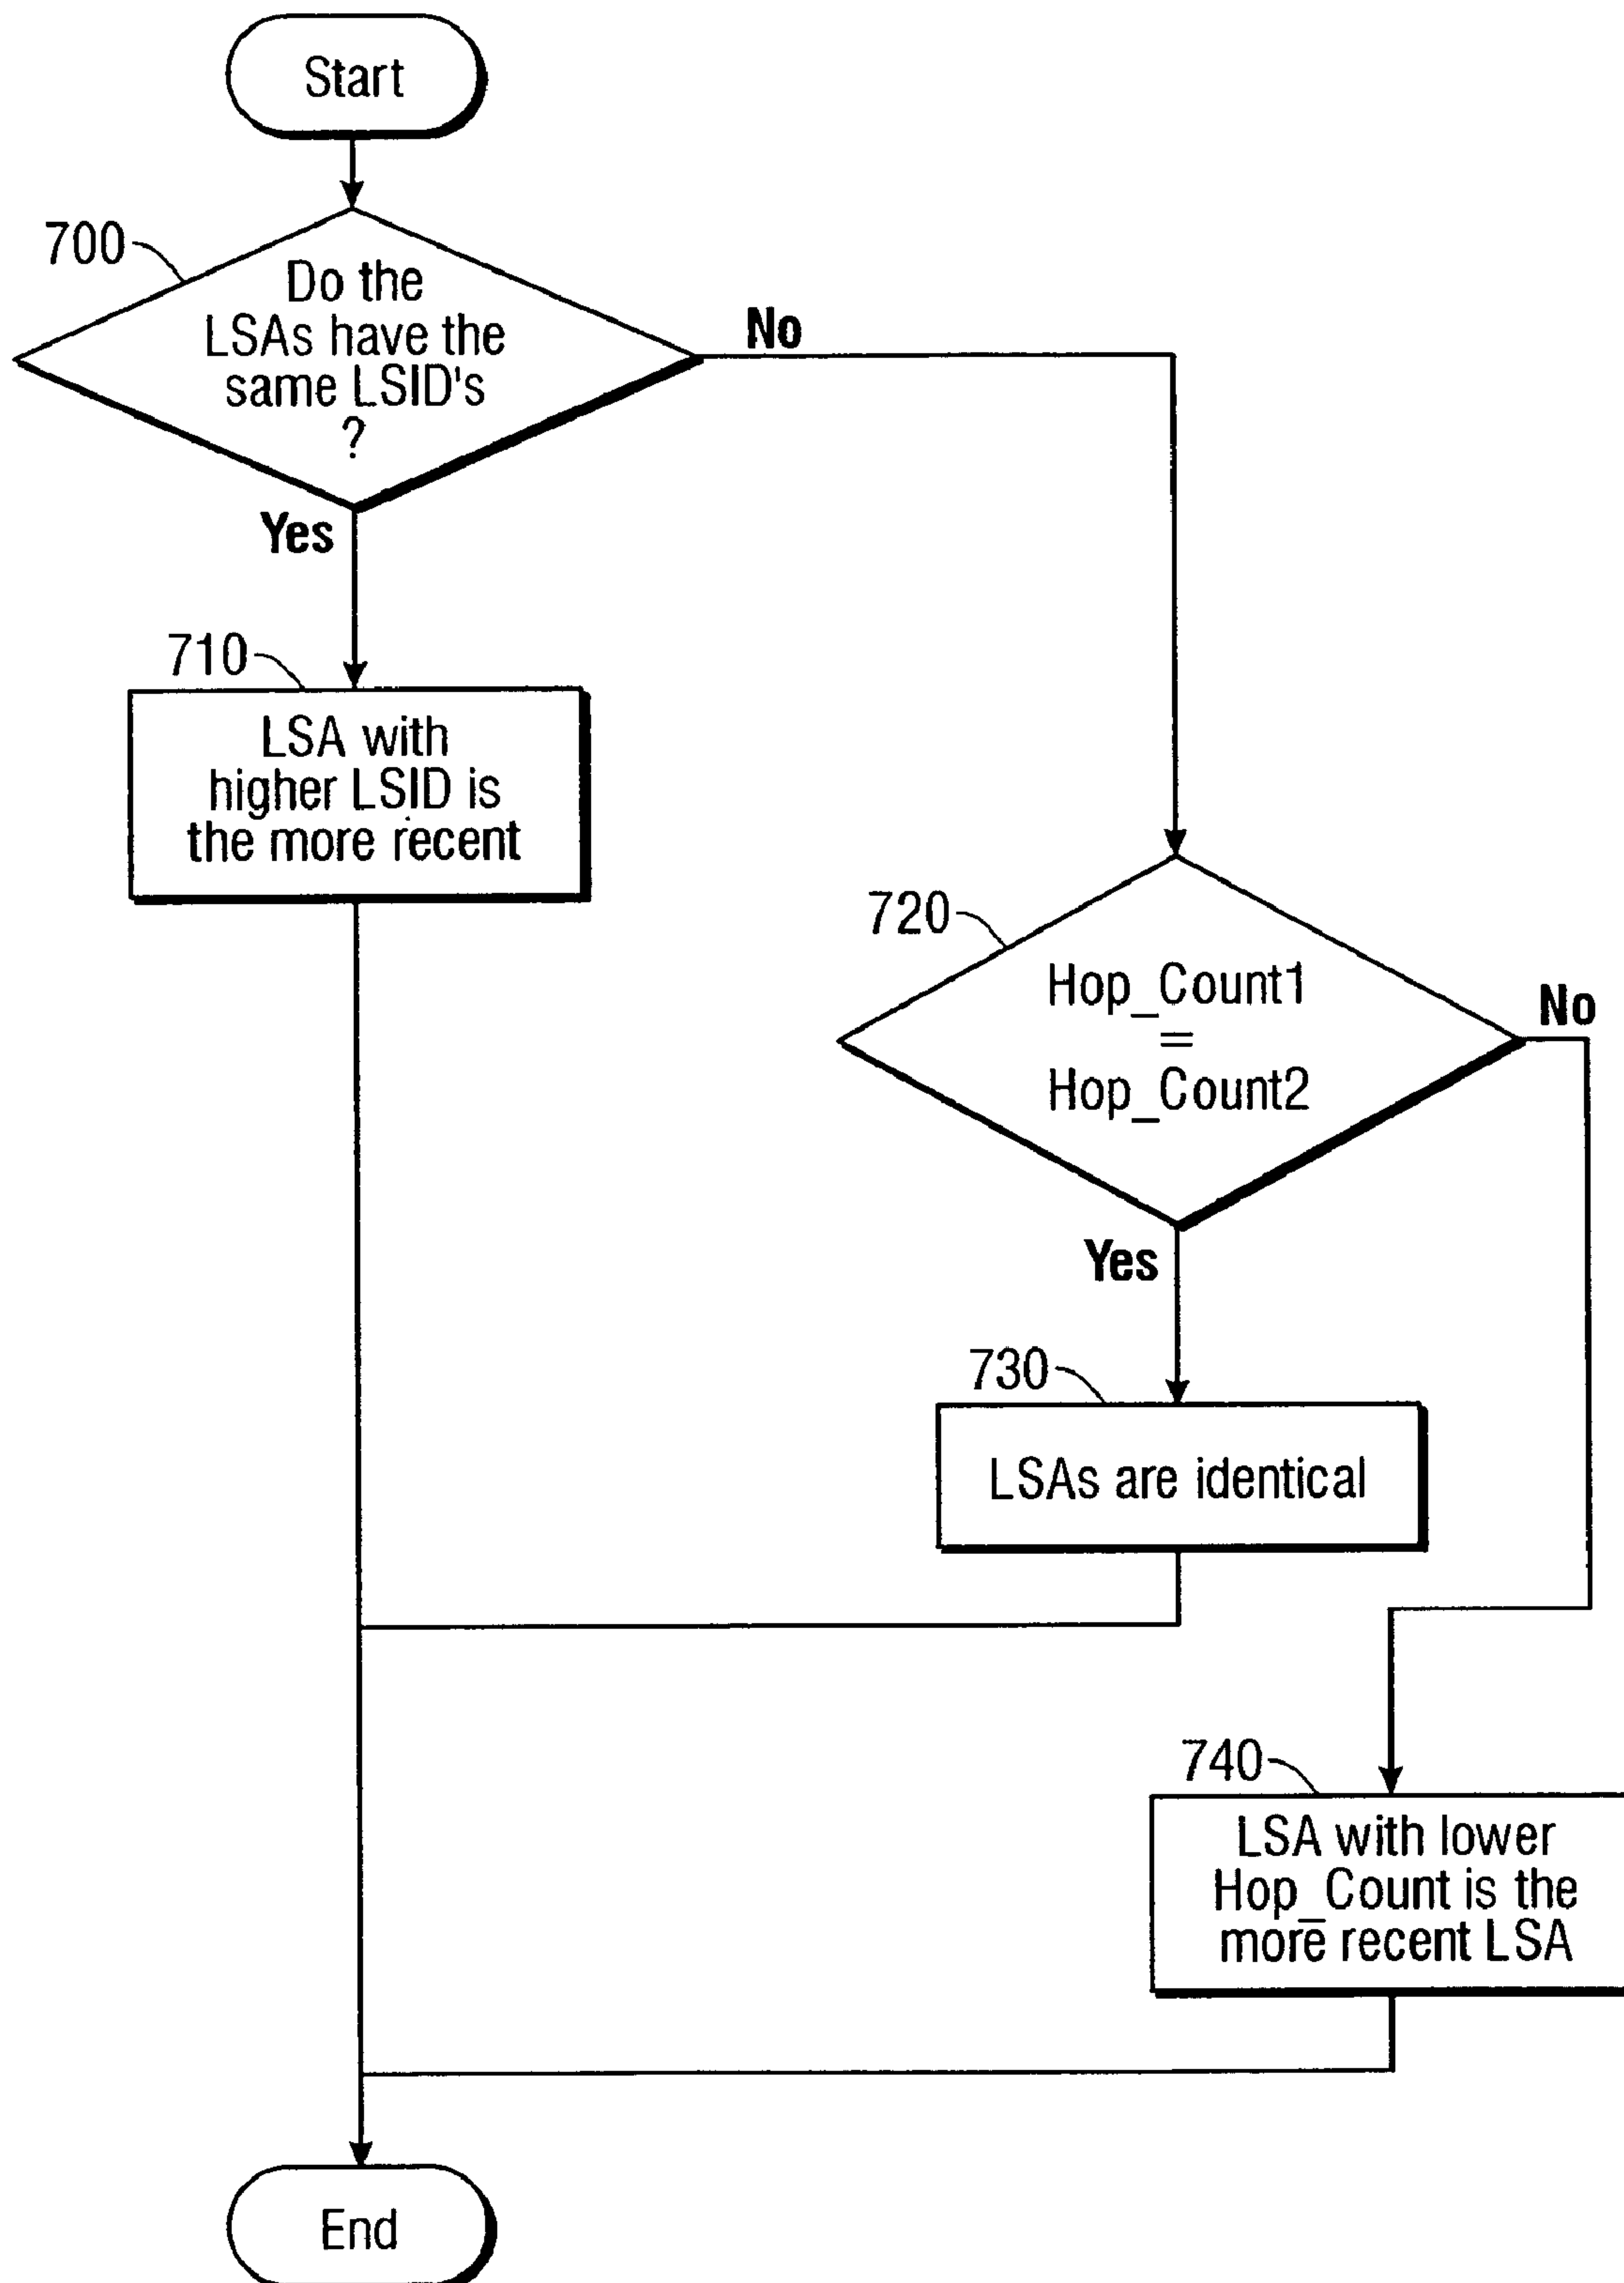 Start
700
Do the
LSAs have the
same LSID's
?
No
Yes
710
LSA with
higher LSID is
the more recent
720
Hop_Count1
=
Hop_Count2
No
Yes
730
LSAs are identical
740
LSA with lower
Hop_Count is the
more recent LSA
End